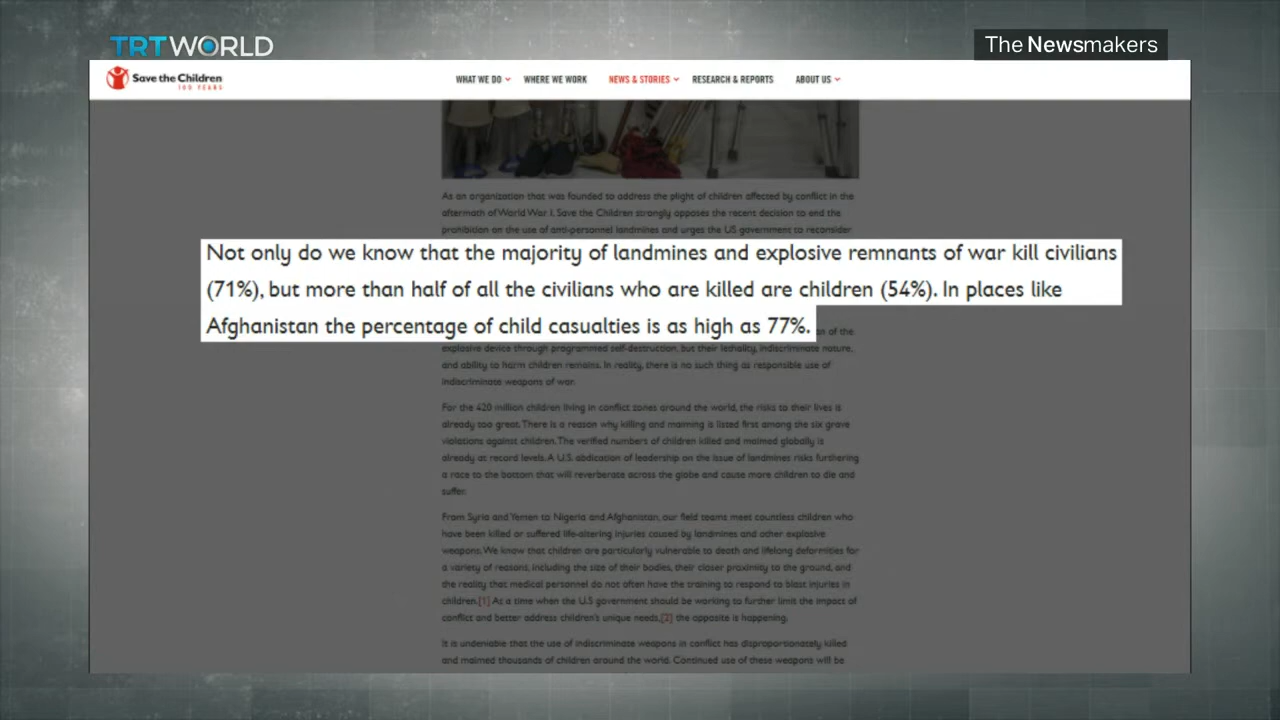 TRTWORLD
The Newsmakers
Save the Children
100 YEARS
WHAT WE DO
WHERE WE WORK
NEWS & STORIES
RESEARCH & REPORTS
ABOUT US
As an organization that was founded to address the plight of children affected by conflict in the
aftermath of World War I, Save the Children strongly opposes the recent decision to end the
prohibition on the use of anti-personnel landmines and urges the US government to reconsider
Not only do we know that the majority of landmines and explosive remnants of war kill civilians
(71%), but more than half of all the civilians who are killed are children (54%). In places like
Afghanistan the percentage of child casualties is as high as 77%.
on of the
explosive device through programmed self-destruction, but their lethality, indiscriminate nature,
and ability to harm children remains. In reality, there is no such thing as responsible use of
indiscriminate weapons of war.
For the 420 million children living in conflict zones around the world, the risks to their lives is
already too great. There is a reason why killing and maiming is listed first among the six grave
violations against children. The verified numbers of children killed and maimed globally is
already at record levels. A U.S. abdication of leadership on the issue of landmines risks furthering
a race to the bottom that will reverberate across the globe and cause more children to die and
suffer.
From Syria and Yemen to Nigeria and Afghanistan, our field teams meet countless children who
have been killed or suffered life-altering injuries caused by landmines and other explosive
weapons. We know that children are particularly vulnerable to death and lifelong deformities for
a variety of reasons, including the size of their bodies, their closer proximity to the ground, and
the reality that medical personnel do not often have the training to respond to blast injuries in
children.[1] At a time when the U.S government should be working to further limit the impact of
conflict and better address children's unique needs,[2] the opposite is happening.
It is undeniable that the use of indiscriminate weapons in conflict has disproportionately killed
and maimed thousands of children around the world. Continued use of these weapons will be